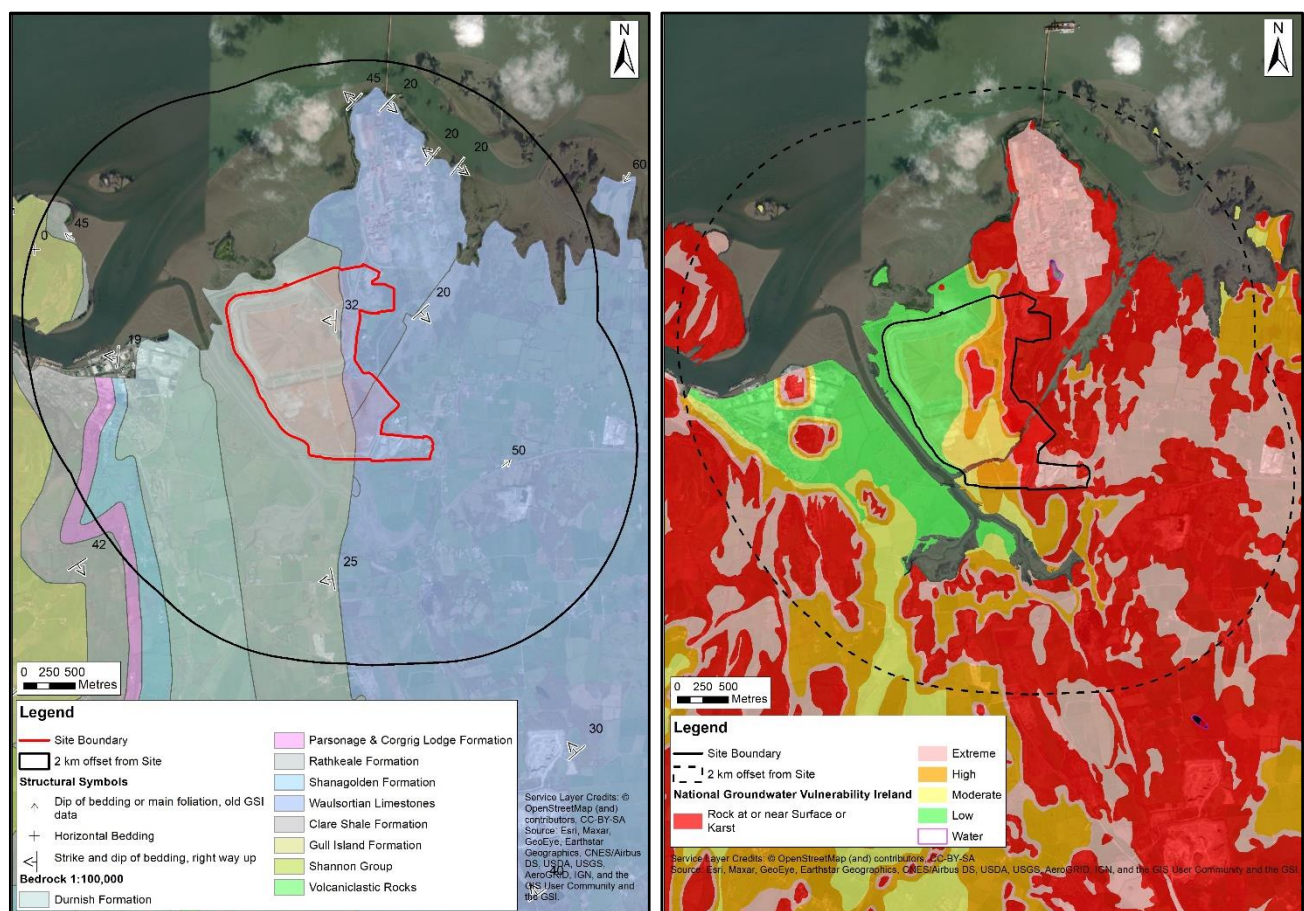 N
45
20
20
20
60
0
45
32
20
19
50
42
25
0 250 500
Metres
30
Legend
Site Boundary
2 km offset from Site
Structural Symbols
Dip of bedding or main foliation, old GSI
data
Horizontal Bedding
Strike and dip of bedding, right way up
Bedrock 1:100,000
Durnish Formation
Parsonage & Corgrig Lodge Formation
Rathkeale Formation
Shanagolden Formation
Waulsortian Limestones
Clare Shale Formation
Gull Island Formation
Shannon Group
Volcaniclastic Rocks
Service Layer Credits: ©
OpenStreetMap (and)
contributors, CC-BY-SA
Source: Esri, Maxar,
GeoEye, Earthstar
Geographics, CNES/Airbus
DS, USDA, USGS,
AeroGRID, IGN, and the
GIS User Community and
the GSI.
N
0 250 500
Metres
Legend
Site Boundary
2 km offset from Site
National Groundwater Vulnerability Ireland
Rock at or near Surface or
Karst
Extreme
High
Moderate
Low
Water
Service Layer Credits: © OpenStreetMap (and) contributors, CC-BY-SA
Source: Esri, Maxar, GeoEye, Earthstar Geographics, CNES/Airbus DS, USDA, USGS, AeroGRID, IGN, and the GIS User Community and the GSI.